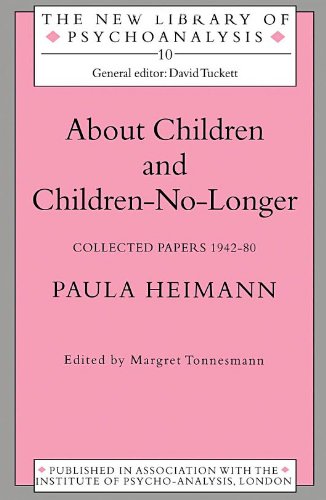 THE NEW LIBRARY OF
PSYCHOANALYSIS
10
General editor: David Tuckett
About Children
and
Children-No-Longer
COLLECTED PAPERS 1942-80
PAULA HEIMANN
Edited by Margret Tonnesmann
PUBLISHED IN ASSOCIATION WITH THE
INSTITUTE OF PSYCHO-ANALYSIS, LONDON